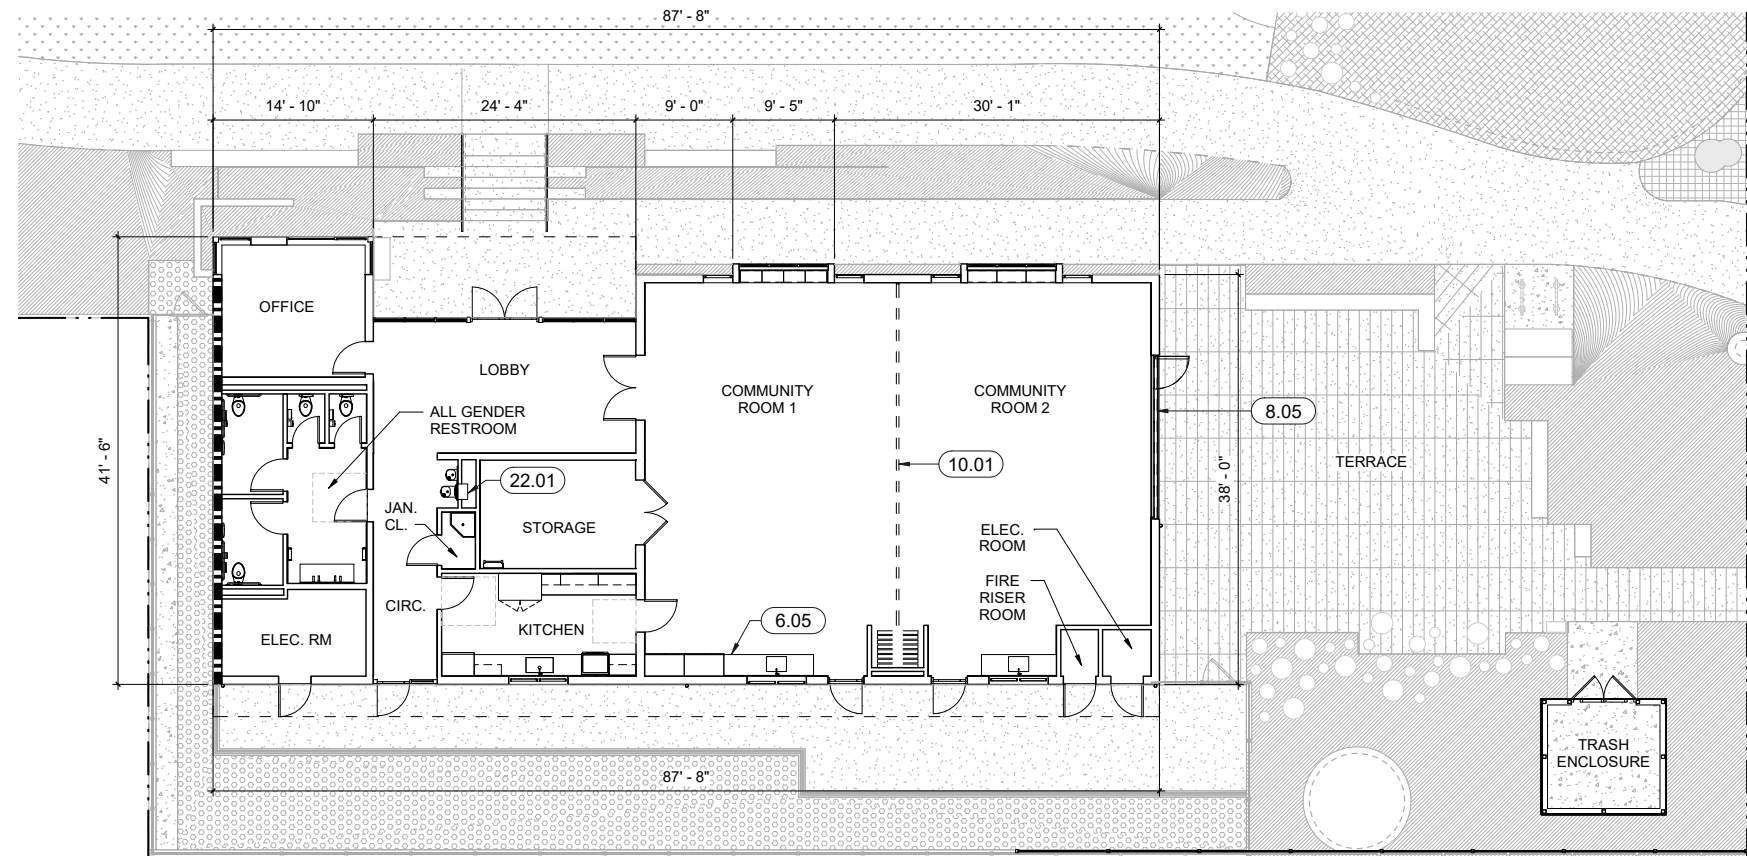 87' - 8"
14' - 10"
24' - 4"
9' - 0"
9' - 5"
30' - 1"
OFFICE
LOBBY
COMMUNITY
ROOM 1
COMMUNITY
ROOM 2
ALL GENDER
RESTROOM
8.05
41' - 6"
TERRACE
10.01
22.01
38' - 0"
JAN.
CL.
STORAGE
ELEC.
ROOM
FIRE
RISER
ROOM
CIRC.
KITCHEN
6.05
ELEC. RM
TRASH
ENCLOSURE
87' - 8"